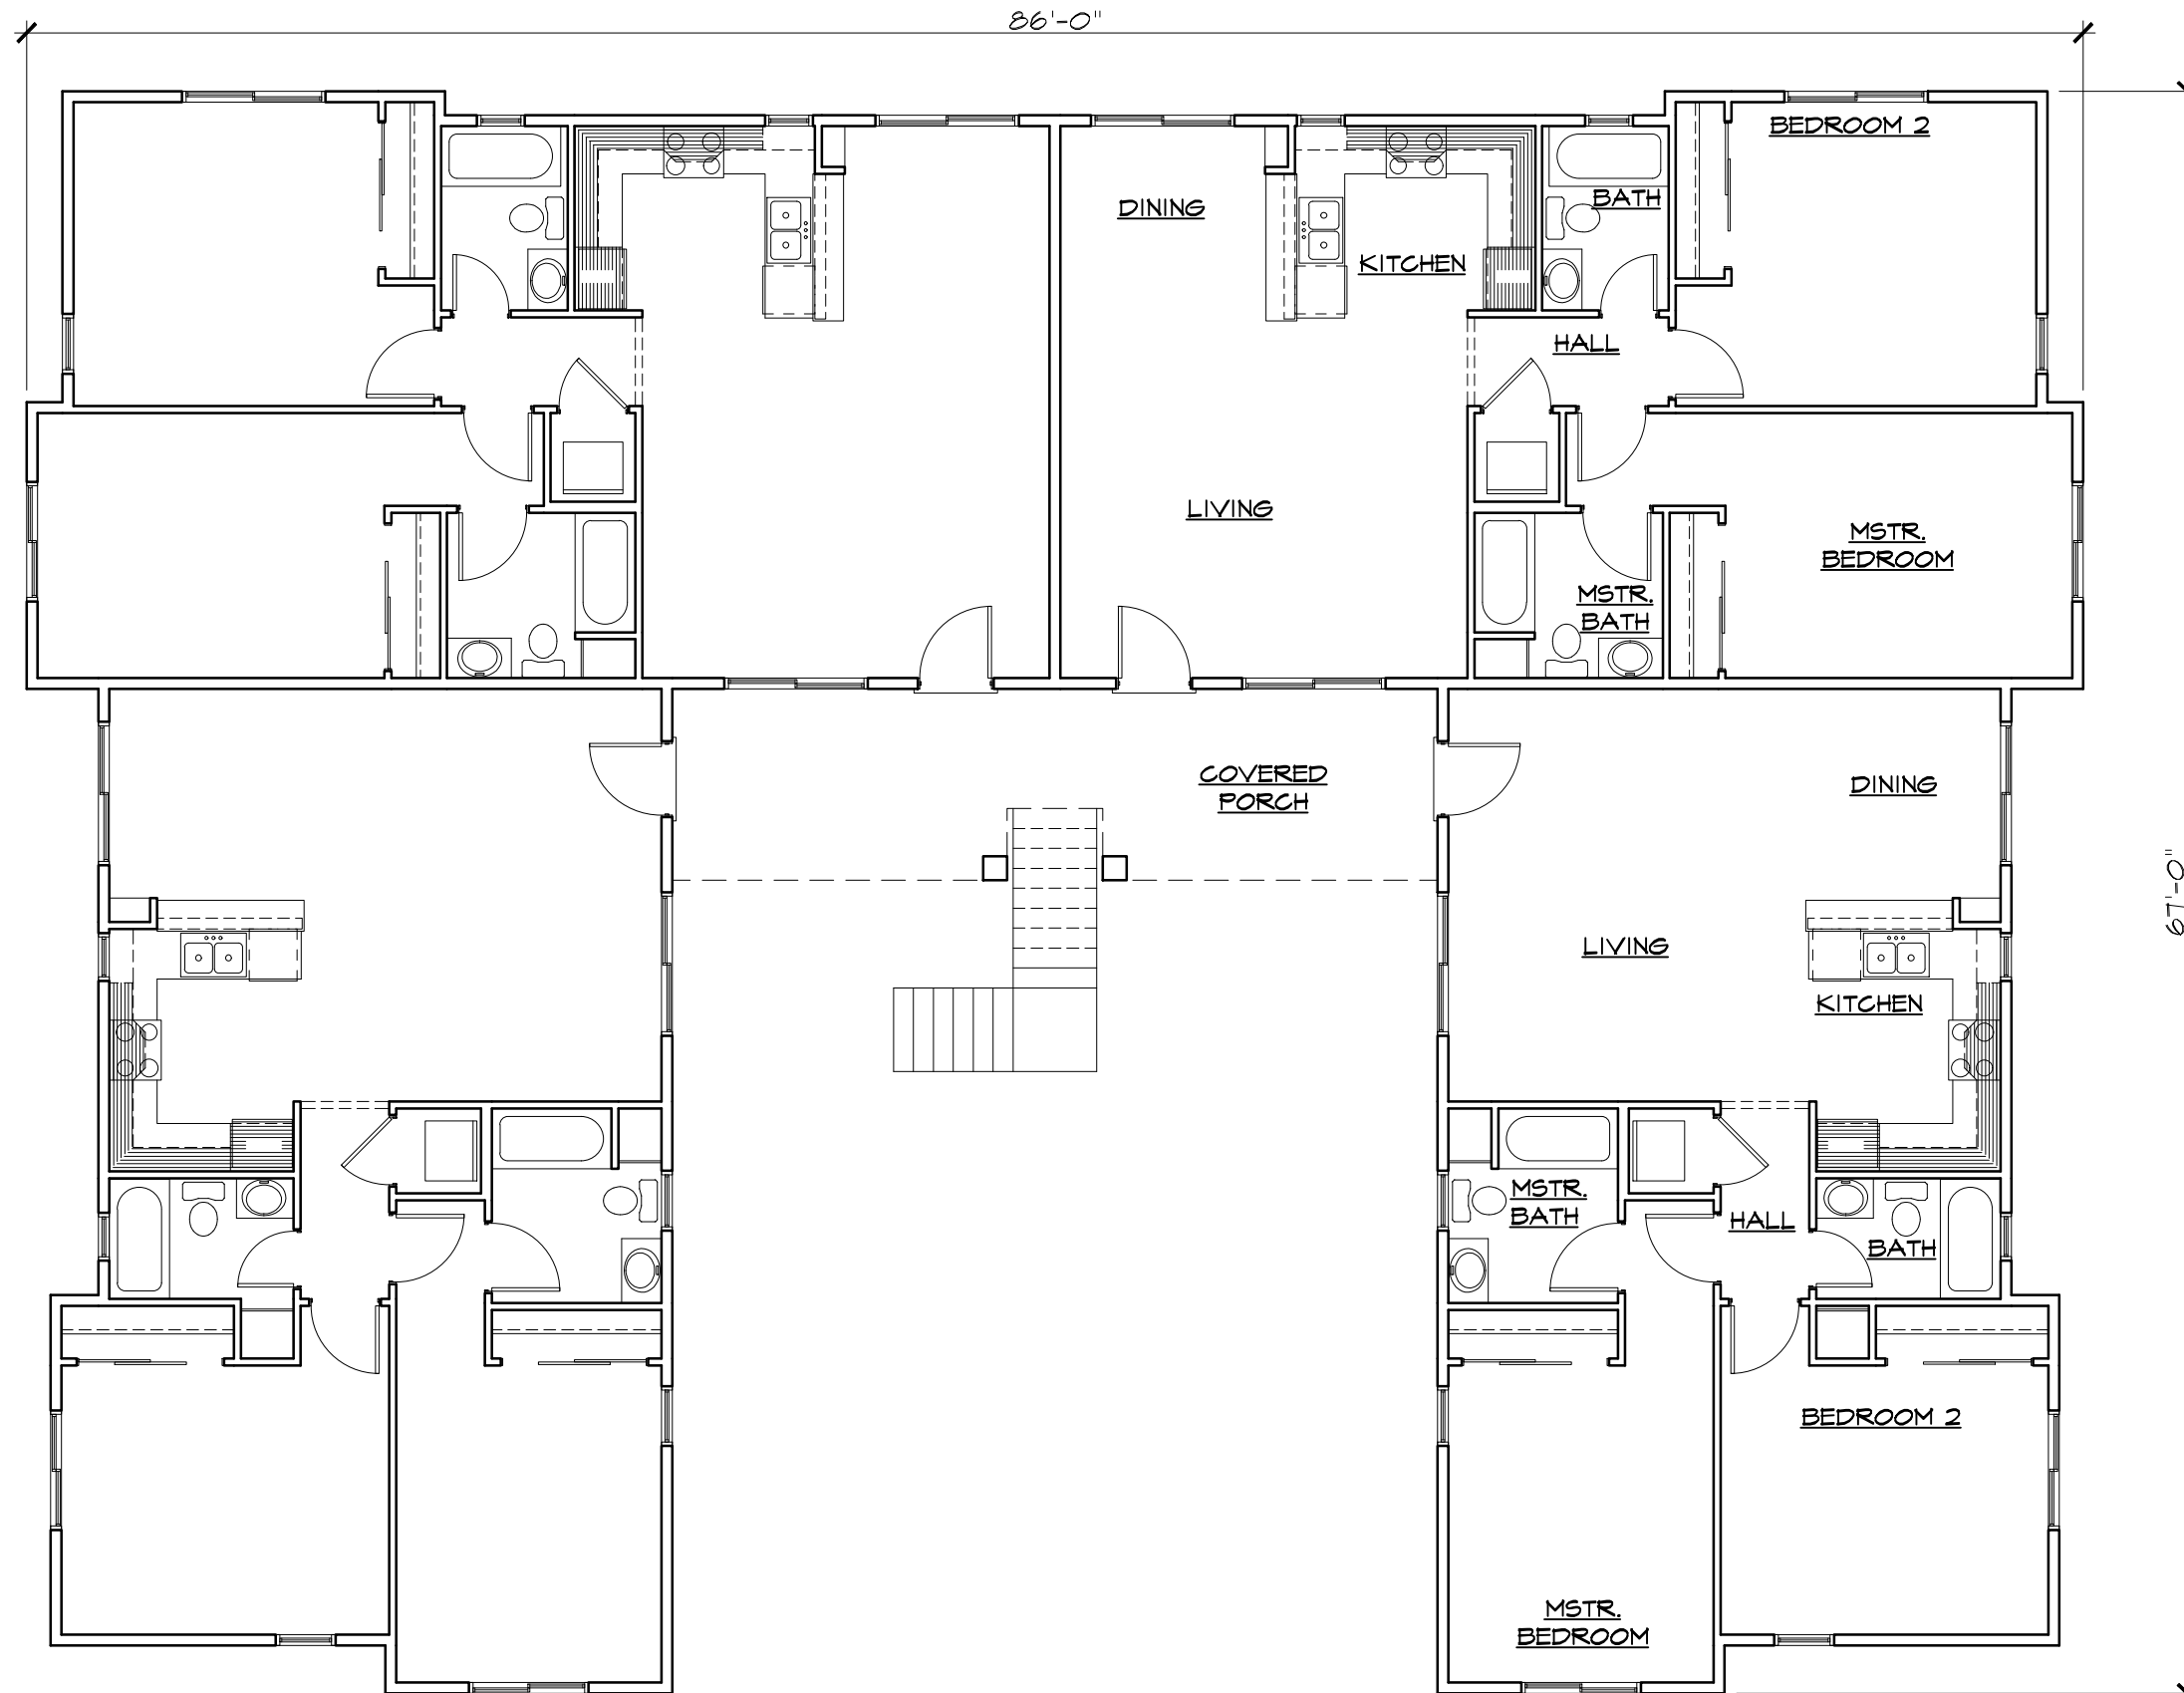 86'-0"
BEDROOM 2
BATH
DINING
KITCHEN
HALL
LIVING
MSTR.
BEDROOM
MSTR.
BATH
COVERED
PORCH
DINING
67'-0"
LIVING
KITCHEN
MSTR.
BATH
HALL
BATH
BEDROOM 2
MSTR.
BEDROOM